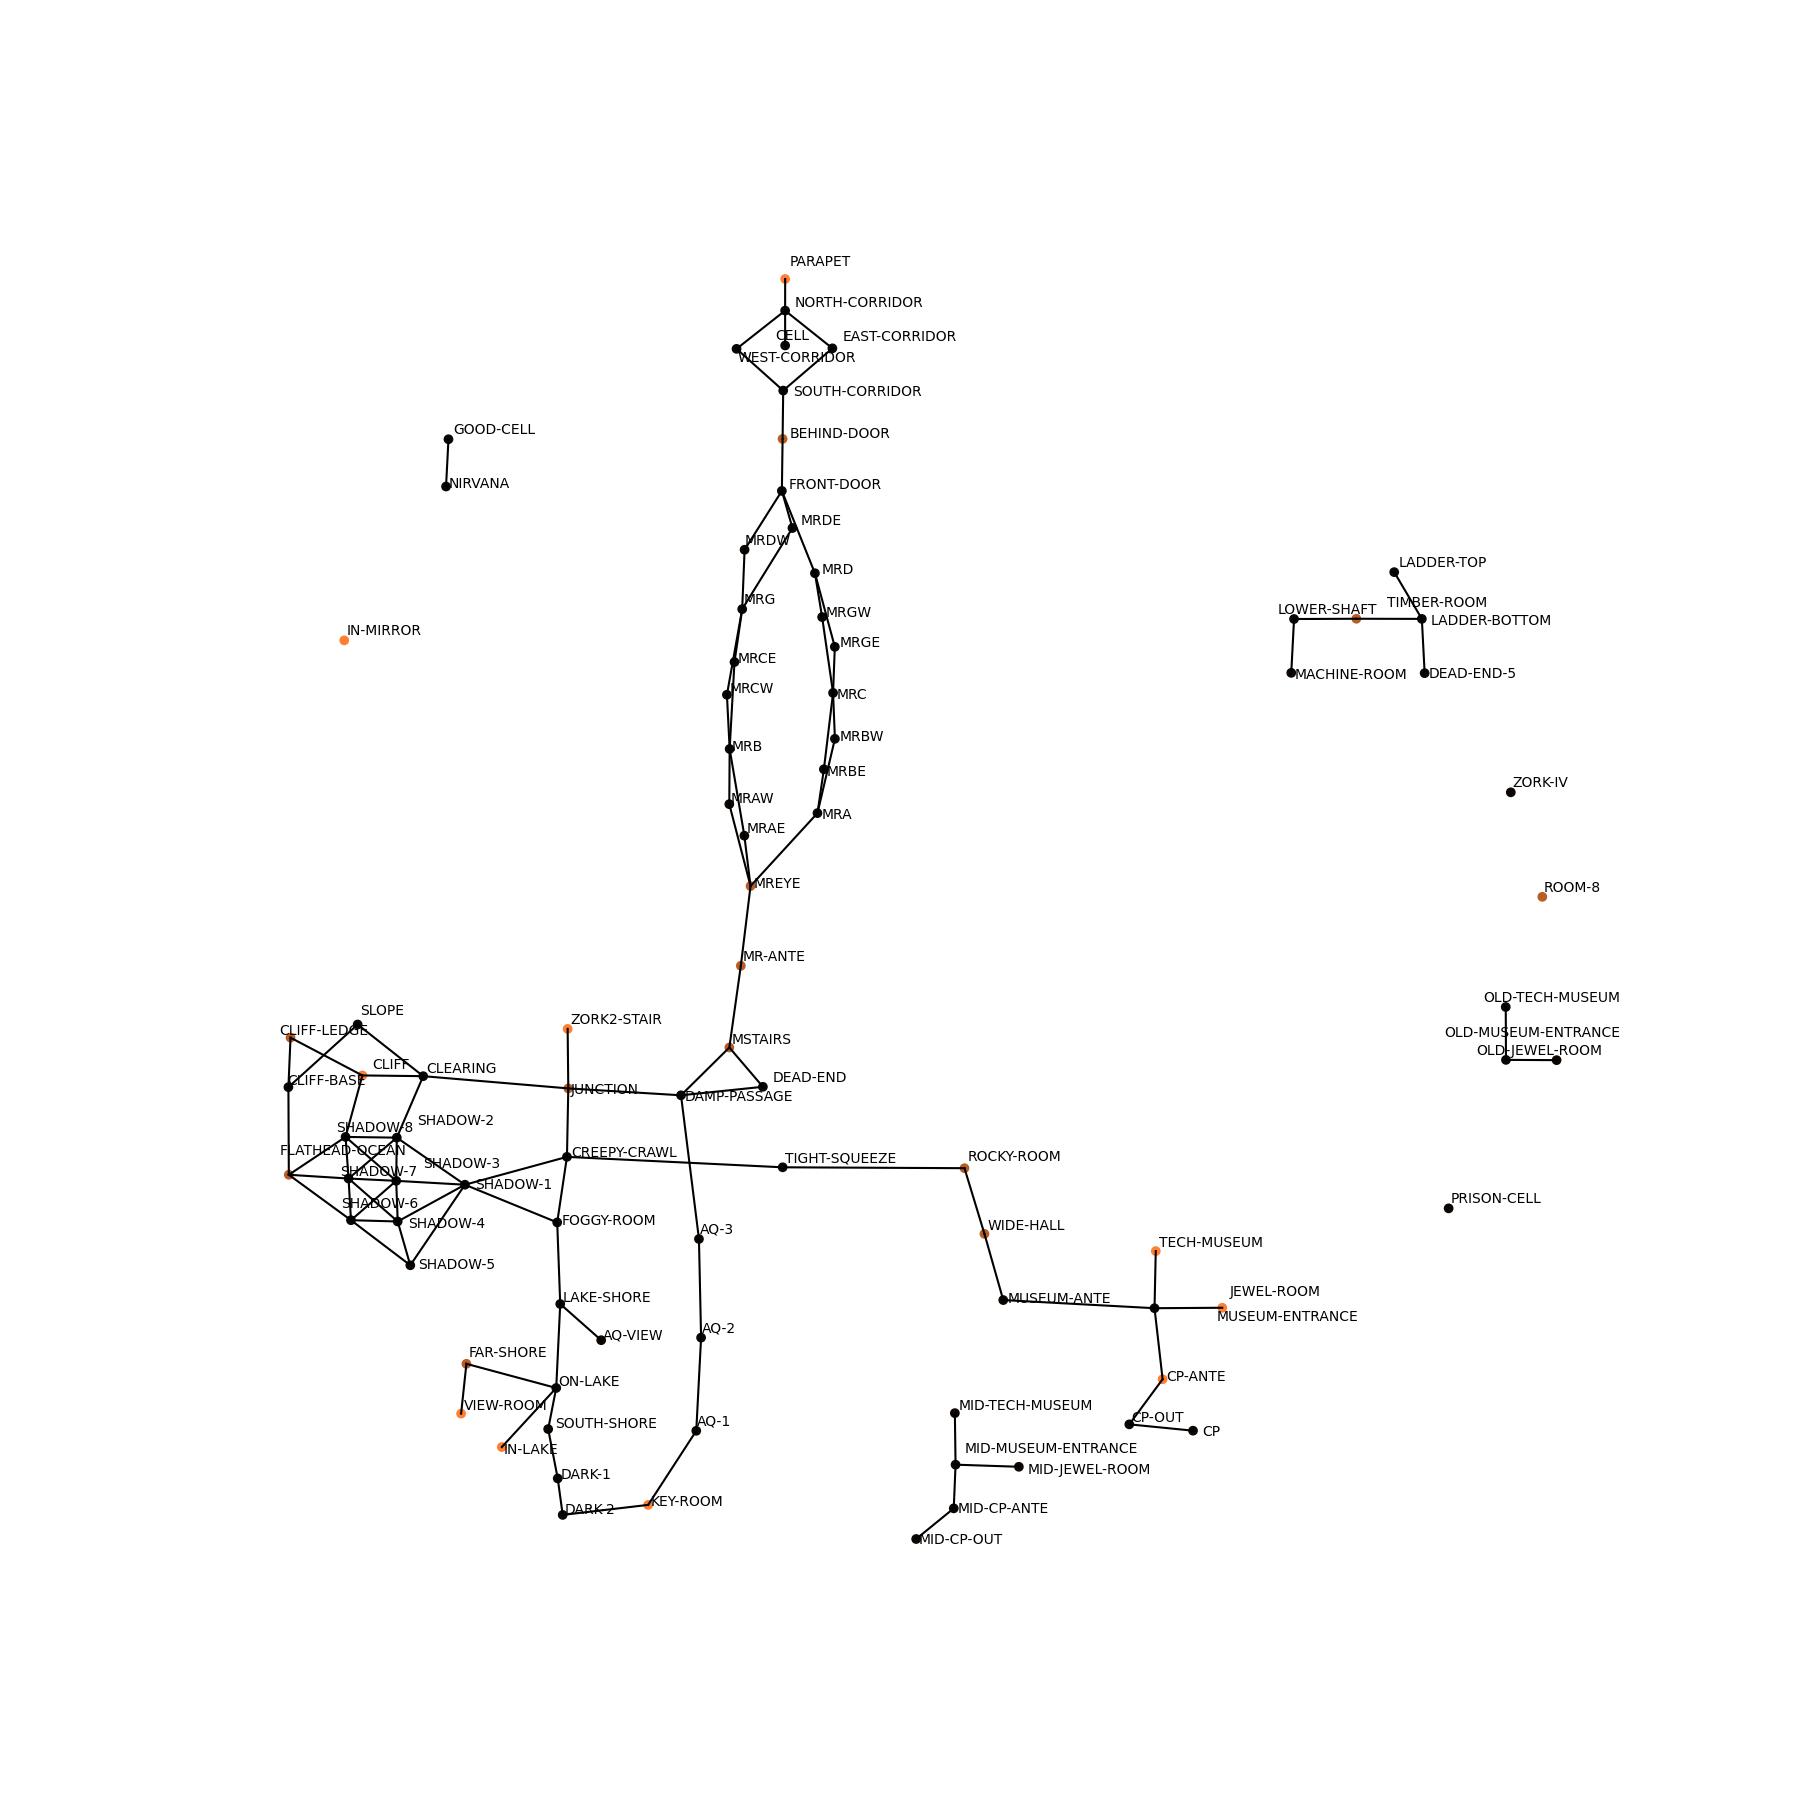 PARAPET
NORTH-CORRIDOR
CELL
EAST-CORRIDOR
WEST-CORRIDOR
SOUTH-CORRIDOR
GOOD-CELL
BEHIND-DOOR
NIRVANA
FRONT-DOOR
MRDE
MRDW
LADDER-TOP
MRD
MRG
TIMBER-ROOM
LOWER-SHAFT
MRGW
LADDER-BOTTOM
IN-MIRROR
MRGE
MRCE
MACHINE-ROOM
DEAD-END-5
MRCW
MRC
MRBW
MRB
MRBE
ZORK-IV
MRAW
MRA
MRAE
MREYE
ROOM-8
MR-ANTE
OLD-TECH-MUSEUM
SLOPE
ZORK2-STAIR
CLIFF-LEDGE
OLD-MUSEUM-ENTRANCE
MSTAIRS
OLD-JEWEL-ROOM
CLIFF
CLEARING
DEAD-END
CLIFF-BASE
JUNCTION
DAMP-PASSAGE
SHADOW-2
SHADOW-8
FLATHEAD-OCEAN
CREEPY-CRAWL
TIGHT-SQUEEZE
ROCKY-ROOM
SHADOW-3
SHADOW-7
SHADOW-1
PRISON-CELL
SHADOW-6
SHADOW-4
FOGGY-ROOM
WIDE-HALL
AQ-3
TECH-MUSEUM
SHADOW-5
JEWEL-ROOM
LAKE-SHORE
MUSEUM-ANTE
MUSEUM-ENTRANCE
AQ-2
AQ-VIEW
FAR-SHORE
CP-ANTE
ON-LAKE
VIEW-ROOM
MID-TECH-MUSEUM
CP-OUT
AQ-1
SOUTH-SHORE
CP
IN-LAKE
MID-MUSEUM-ENTRANCE
MID-JEWEL-ROOM
DARK-1
KEY-ROOM
DARK-2
MID-CP-ANTE
MID-CP-OUT